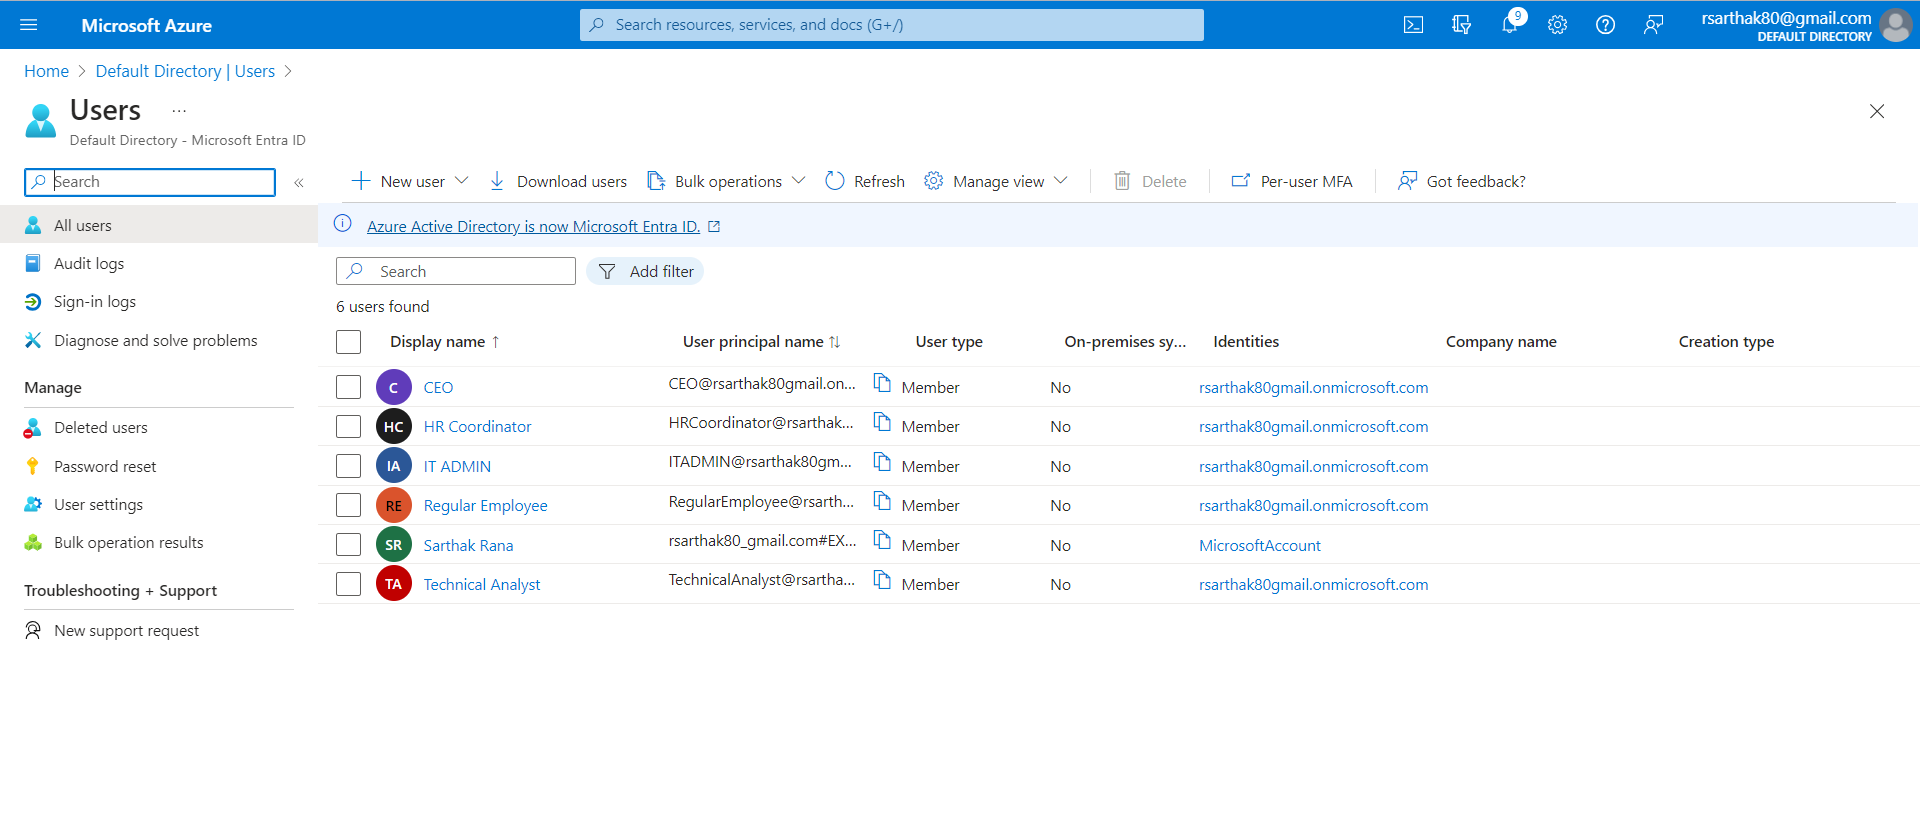 Microsoft Azure
Search resources, services, and docs (G+/)
9
rsarthak80@gmail.com
DEFAULT DIRECTORY
Home > Default Directory | Users >
Users ...
Default Directory - Microsoft Entra ID
Search «
New user
Download users
Bulk operations
Refresh
Manage view
Delete
Per-user MFA
Got feedback?
All users
Audit logs
Sign-in logs
Diagnose and solve problems
Manage
Deleted users
Password reset
User settings
Bulk operation results
Troubleshooting + Support
New support request
Azure Active Directory is now Microsoft Entra ID.
Search
Add filter
6 users found
Display name ↑ User principal name ↑↓ User type On-premises sy... Identities Company name Creation type
C CEO CEO@rsarthak80gmail.on... Member No rsarthak80gmail.onmicrosoft.com
HC HR Coordinator HRCoordinator@rsarthak... Member No rsarthak80gmail.onmicrosoft.com
IA IT ADMIN ITADMIN@rsarthak80gm... Member No rsarthak80gmail.onmicrosoft.com
RE Regular Employee RegularEmployee@rsarth... Member No rsarthak80gmail.onmicrosoft.com
SR Sarthak Rana rsarthak80_gmail.com#EX... Member No MicrosoftAccount
TA Technical Analyst TechnicalAnalyst@rsartha... Member No rsarthak80gmail.onmicrosoft.com